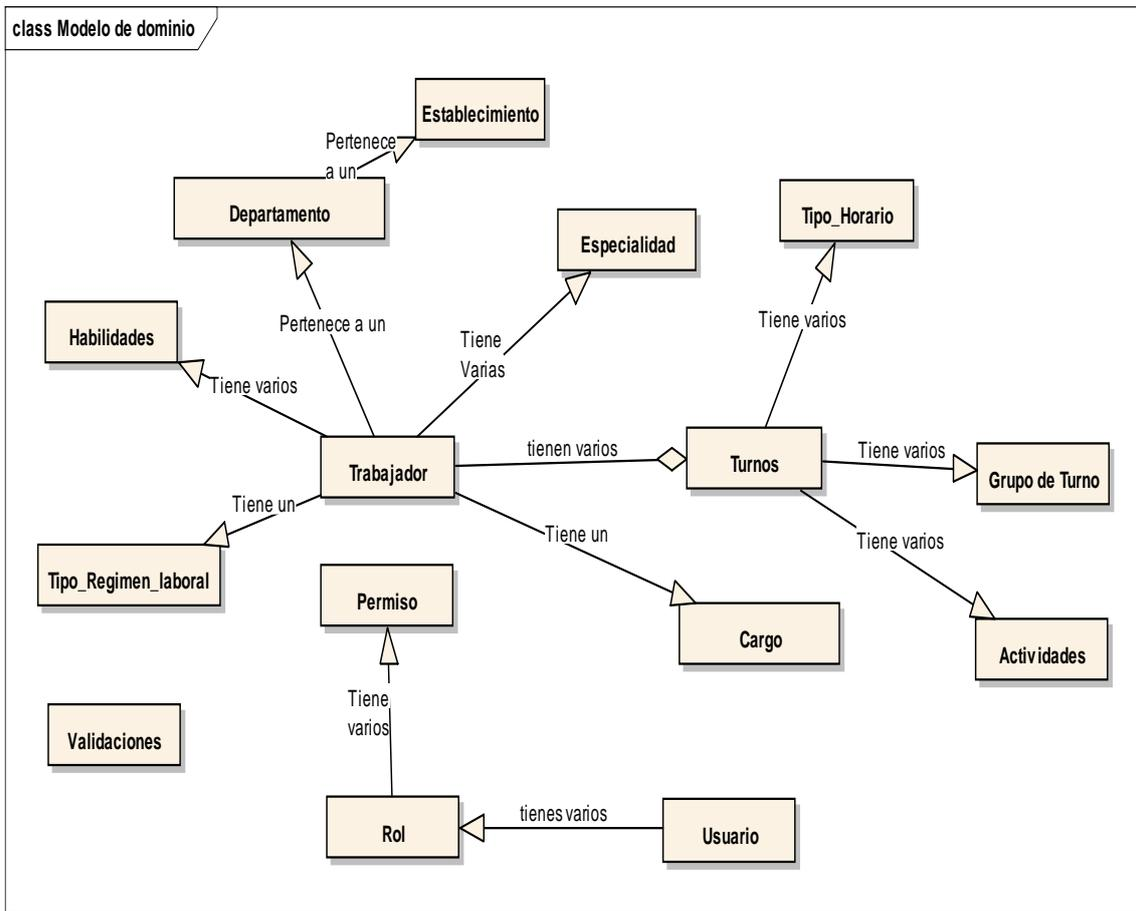 class Modelo de dominio
Establecimiento
Pertenece
a un
Departamento
Tipo_Horario
Especialidad
Habilidades
Pertenece a un
Tiene varios
Tiene
Varias
Tiene varios
Trabajador
tienen varios
Turnos
Tiene varios
Grupo de Turno
Tiene un
Tiene un
Tiene varios
Tipo_Regimen_laboral
Permiso
Cargo
Actividades
Tiene
varios
Validaciones
Rol
tienes varios
Usuario